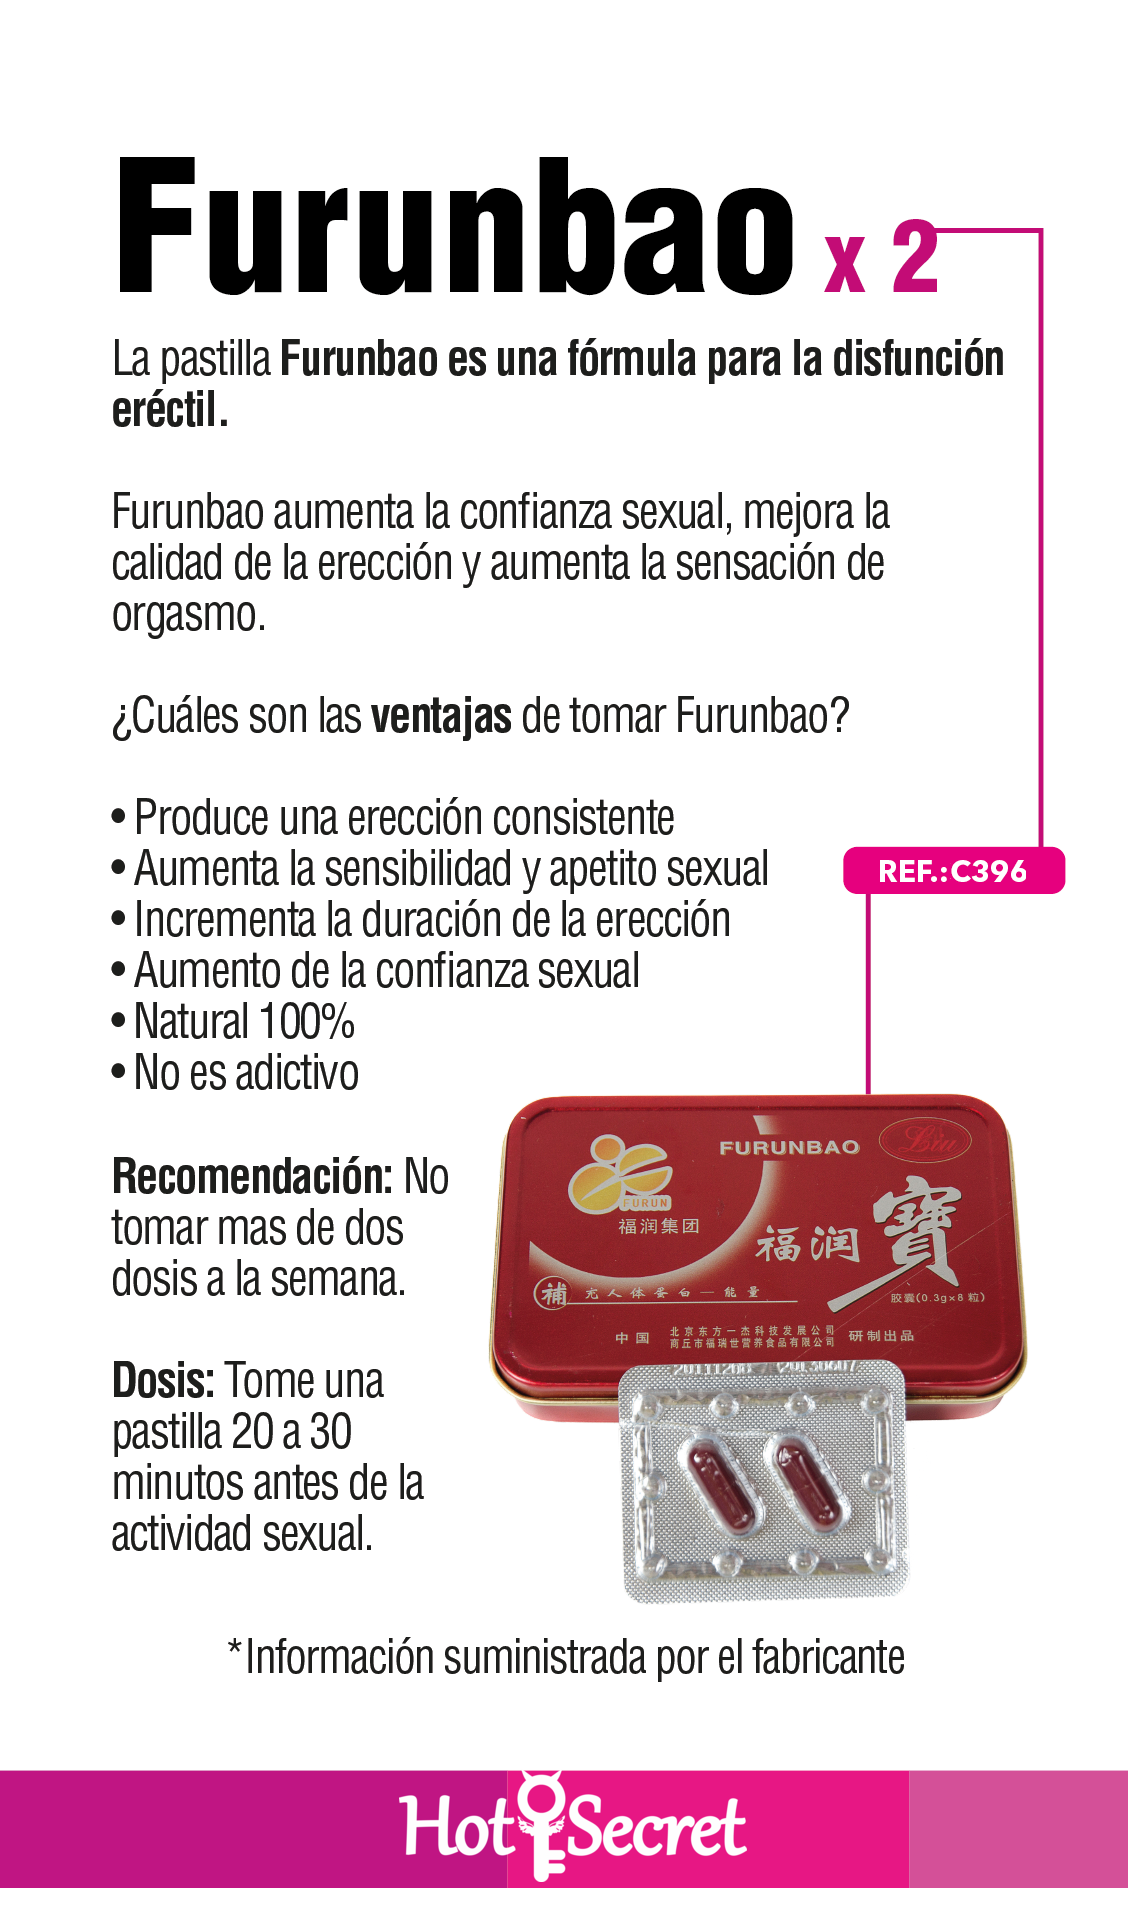 Furunbao x 2
La pastilla Furunbao es una fórmula para la disfunción
eréctil.
Furunbao aumenta la confianza sexual, mejora la
calidad de la erección y aumenta la sensación de
orgasmo.
¿Cuáles son las ventajas de tomar Furunbao?
• Produce una erección consistente
• Aumenta la sensibilidad y apetito sexual
• Incrementa la duración de la erección
• Aumento de la confianza sexual
• Natural 100%
• No es adictivo
REF.:C396
Recomendación: No
tomar mas de dos
dosis a la semana.
Dosis: Tome una
pastilla 20 a 30
minutos antes de la
actividad sexual.
FURUNBAO
Liu
FURUN
福润集团
福润寶
補充人体蛋白一能量
胶囊(0.3g×8粒)
中国
北京东方一杰科技发展公司
商丘市福瑞世营养食品有限公司
研制出品
*Información suministrada por el fabricante
Hot Secret